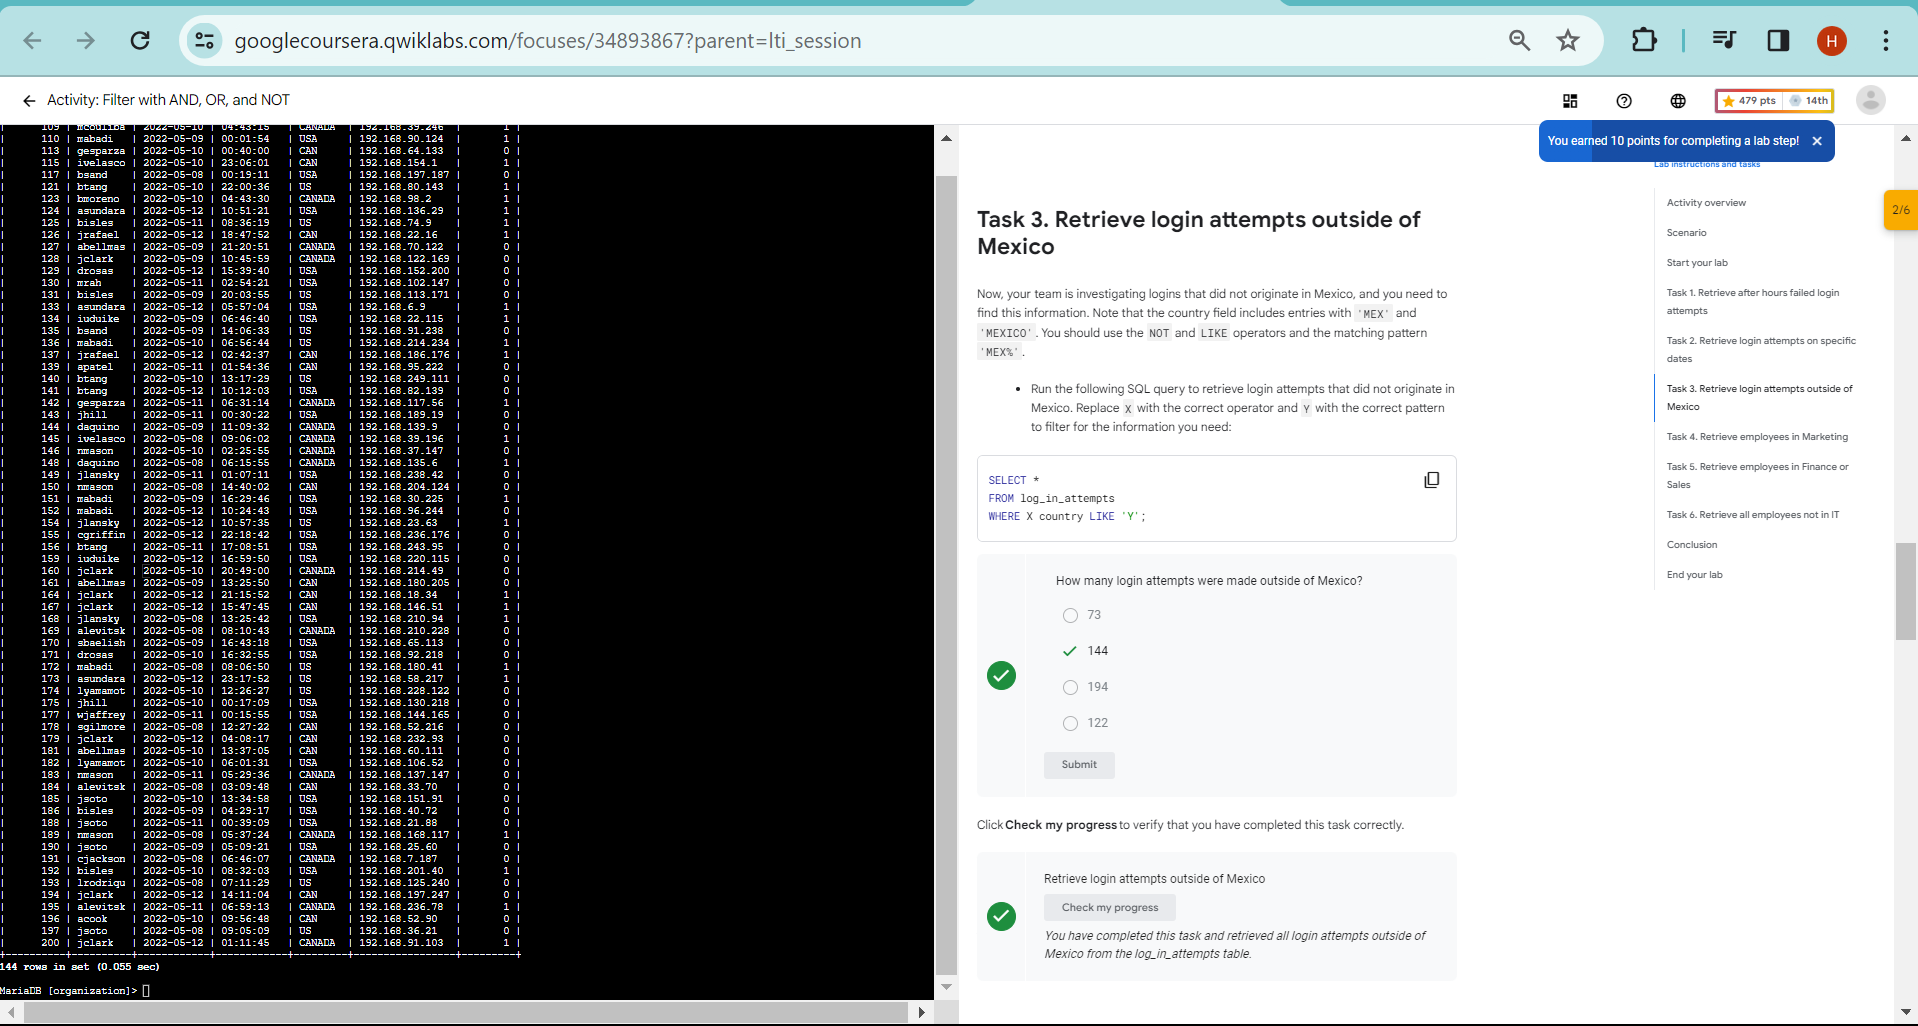 googlecoursera.qwiklabs.com/focuses/34893867?parent=lti_session
H
Activity: Filter with AND, OR, and NOT
479 pts
14th
You earned 10 points for completing a lab step!
| 109 | mcouliba | 2022-05-10 | 04:43:15 | CANADA | 192.168.39.246 | 1 |
| 110 | mabadi | 2022-05-09 | 00:01:54 | USA | 192.168.90.124 | 1 |
| 113 | gesparza | 2022-05-10 | 00:40:00 | CAN | 192.168.64.133 | 0 |
| 115 | ivelasco | 2022-05-10 | 23:06:01 | CAN | 192.168.154.1 | 1 |
| 117 | bsand | 2022-05-08 | 00:19:11 | USA | 192.168.197.187 | 0 |
| 121 | btang | 2022-05-10 | 22:00:36 | US | 192.168.80.143 | 1 |
| 123 | bmoreno | 2022-05-10 | 04:43:30 | CANADA | 192.168.98.2 | 1 |
| 124 | asundara | 2022-05-12 | 10:51:21 | USA | 192.168.136.29 | 1 |
| 125 | bisles | 2022-05-11 | 08:36:19 | US | 192.168.74.9 | 1 |
| 126 | jrafael | 2022-05-12 | 18:47:52 | CAN | 192.168.22.16 | 1 |
| 127 | abellmas | 2022-05-09 | 21:20:51 | CANADA | 192.168.70.122 | 0 |
| 128 | jclark | 2022-05-09 | 10:45:59 | CANADA | 192.168.122.169 | 0 |
| 129 | drosas | 2022-05-12 | 15:39:40 | USA | 192.168.152.200 | 0 |
| 130 | mrah | 2022-05-11 | 02:54:21 | USA | 192.168.102.147 | 0 |
| 131 | bisles | 2022-05-09 | 20:03:55 | US | 192.168.113.171 | 0 |
| 133 | asundara | 2022-05-12 | 05:57:04 | USA | 192.168.6.9 | 1 |
| 134 | iuduike | 2022-05-09 | 06:46:40 | USA | 192.168.22.115 | 1 |
| 135 | bsand | 2022-05-09 | 14:06:33 | US | 192.168.91.238 | 0 |
| 136 | mabadi | 2022-05-10 | 06:56:44 | US | 192.168.214.234 | 1 |
| 137 | jrafael | 2022-05-12 | 02:42:37 | CAN | 192.168.186.176 | 1 |
| 139 | apatel | 2022-05-11 | 01:54:36 | CAN | 192.168.95.222 | 0 |
| 140 | btang | 2022-05-10 | 13:17:29 | US | 192.168.249.111 | 0 |
| 141 | btang | 2022-05-12 | 10:12:03 | USA | 192.168.82.139 | 0 |
| 142 | gesparza | 2022-05-11 | 06:31:14 | CANADA | 192.168.117.56 | 1 |
| 143 | jhill | 2022-05-11 | 00:30:22 | USA | 192.168.189.19 | 0 |
| 144 | daquino | 2022-05-09 | 11:09:32 | CANADA | 192.168.139.9 | 0 |
| 145 | ivelasco | 2022-05-08 | 09:06:02 | CANADA | 192.168.39.196 | 1 |
| 146 | nmason | 2022-05-10 | 02:25:55 | CANADA | 192.168.37.147 | 0 |
| 148 | daquino | 2022-05-08 | 06:15:55 | CANADA | 192.168.135.6 | 1 |
| 149 | jlansky | 2022-05-11 | 01:07:11 | USA | 192.168.238.42 | 0 |
| 150 | nmason | 2022-05-08 | 14:40:02 | CAN | 192.168.204.124 | 0 |
| 151 | mabadi | 2022-05-09 | 16:29:46 | USA | 192.168.30.225 | 1 |
| 152 | mabadi | 2022-05-12 | 10:24:43 | USA | 192.168.96.244 | 0 |
| 154 | jlansky | 2022-05-12 | 10:57:35 | US | 192.168.23.63 | 1 |
| 155 | cgriffin | 2022-05-12 | 22:18:42 | USA | 192.168.236.176 | 0 |
| 156 | btang | 2022-05-11 | 17:08:51 | USA | 192.168.243.95 | 0 |
| 159 | iuduike | 2022-05-12 | 16:59:50 | USA | 192.168.220.115 | 0 |
| 160 | jclark | 2022-05-10 | 20:49:00 | CANADA | 192.168.214.49 | 0 |
| 161 | abellmas | 2022-05-09 | 13:25:50 | CAN | 192.168.180.205 | 0 |
| 164 | jclark | 2022-05-12 | 21:15:52 | CAN | 192.168.18.34 | 1 |
| 167 | jclark | 2022-05-12 | 15:47:45 | CAN | 192.168.146.51 | 1 |
| 168 | jlansky | 2022-05-08 | 13:25:42 | USA | 192.168.210.94 | 1 |
| 169 | alevitsk | 2022-05-08 | 08:10:43 | CANADA | 192.168.210.228 | 0 |
| 170 | sbaelish | 2022-05-09 | 16:43:18 | USA | 192.168.65.113 | 0 |
| 171 | drosas | 2022-05-10 | 16:32:55 | USA | 192.168.92.218 | 0 |
| 172 | mabadi | 2022-05-08 | 08:06:50 | US | 192.168.180.41 | 1 |
| 173 | asundara | 2022-05-12 | 23:17:52 | US | 192.168.58.217 | 1 |
| 174 | lyamamot | 2022-05-10 | 12:26:27 | US | 192.168.228.122 | 0 |
| 175 | jhill | 2022-05-10 | 00:17:09 | USA | 192.168.130.218 | 0 |
| 177 | wjaffrey | 2022-05-11 | 00:15:55 | USA | 192.168.144.165 | 0 |
| 178 | sgilmore | 2022-05-08 | 12:27:22 | CAN | 192.168.52.216 | 0 |
| 179 | jclark | 2022-05-12 | 04:08:17 | CAN | 192.168.232.93 | 0 |
| 181 | abellmas | 2022-05-10 | 13:37:05 | CAN | 192.168.60.111 | 0 |
| 182 | lyamamot | 2022-05-10 | 06:01:31 | USA | 192.168.106.52 | 0 |
| 183 | nmason | 2022-05-11 | 05:29:36 | CANADA | 192.168.137.147 | 0 |
| 184 | alevitsk | 2022-05-08 | 03:09:48 | CAN | 192.168.33.70 | 0 |
| 185 | jsoto | 2022-05-10 | 13:34:58 | USA | 192.168.151.91 | 0 |
| 186 | bisles | 2022-05-09 | 04:29:17 | USA | 192.168.40.72 | 0 |
| 188 | jsoto | 2022-05-11 | 00:39:09 | USA | 192.168.21.88 | 0 |
| 189 | nmason | 2022-05-08 | 05:37:24 | CANADA | 192.168.168.117 | 1 |
| 190 | jsoto | 2022-05-09 | 05:09:21 | USA | 192.168.25.60 | 0 |
| 191 | cjackson | 2022-05-08 | 06:46:07 | CANADA | 192.168.7.187 | 0 |
| 192 | bisles | 2022-05-10 | 08:32:03 | USA | 192.168.201.40 | 1 |
| 193 | lrodriqu | 2022-05-08 | 07:11:29 | US | 192.168.125.240 | 0 |
| 194 | jclark | 2022-05-12 | 14:11:04 | CAN | 192.168.197.247 | 0 |
| 195 | alevitsk | 2022-05-11 | 06:59:13 | CANADA | 192.168.236.78 | 1 |
| 196 | acook | 2022-05-10 | 09:56:48 | CAN | 192.168.52.90 | 0 |
| 197 | jsoto | 2022-05-08 | 09:05:09 | US | 192.168.36.21 | 0 |
| 200 | jclark | 2022-05-12 | 01:11:45 | CANADA | 192.168.91.103 | 1 |
144 rows in set (0.055 sec)
MariaDB [organization]>
Task 3. Retrieve login attempts outside of
Mexico
Now, your team is investigating logins that did not originate in Mexico, and you need to
find this information. Note that the country field includes entries with 'MEX' and
'MEXICO'. You should use the NOT and LIKE operators and the matching pattern
'MEX%'.
• Run the following SQL query to retrieve login attempts that did not originate in
Mexico. Replace X with the correct operator and Y with the correct pattern
to filter for the information you need:
SELECT *
FROM log_in_attempts
WHERE X country LIKE 'Y';
How many login attempts were made outside of Mexico?
73
144
194
122
Submit
Click Check my progress to verify that you have completed this task correctly.
Retrieve login attempts outside of Mexico
Check my progress
You have completed this task and retrieved all login attempts outside of
Mexico from the log_in_attempts table.
Lab instructions and tasks
Activity overview
Scenario
Start your lab
Task 1. Retrieve after hours failed login
attempts
Task 2. Retrieve login attempts on specific
dates
Task 3. Retrieve login attempts outside of
Mexico
Task 4. Retrieve employees in Marketing
Task 5. Retrieve employees in Finance or
Sales
Task 6. Retrieve all employees not in IT
Conclusion
End your lab
2/6